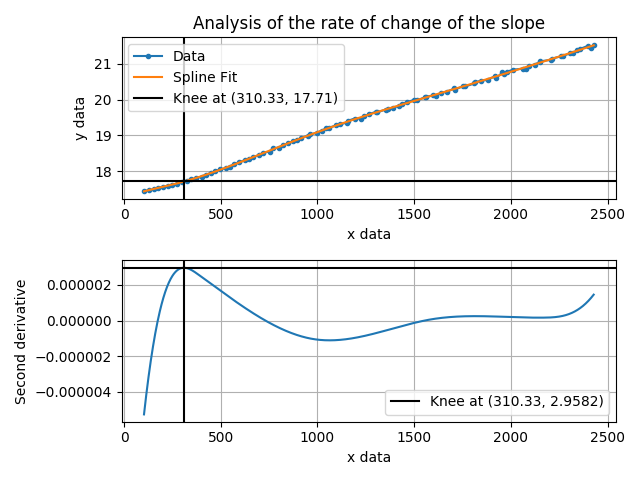 Analysis of the rate of change of the slope
Data
Spline Fit
Knee at (310.33, 17.71)
y data
21
20
19
18
0 500 1000 1500 2000 2500
x data
Second derivative
0.000002
0.000000
−0.000002
−0.000004
Knee at (310.33, 2.9582)
0 500 1000 1500 2000 2500
x data